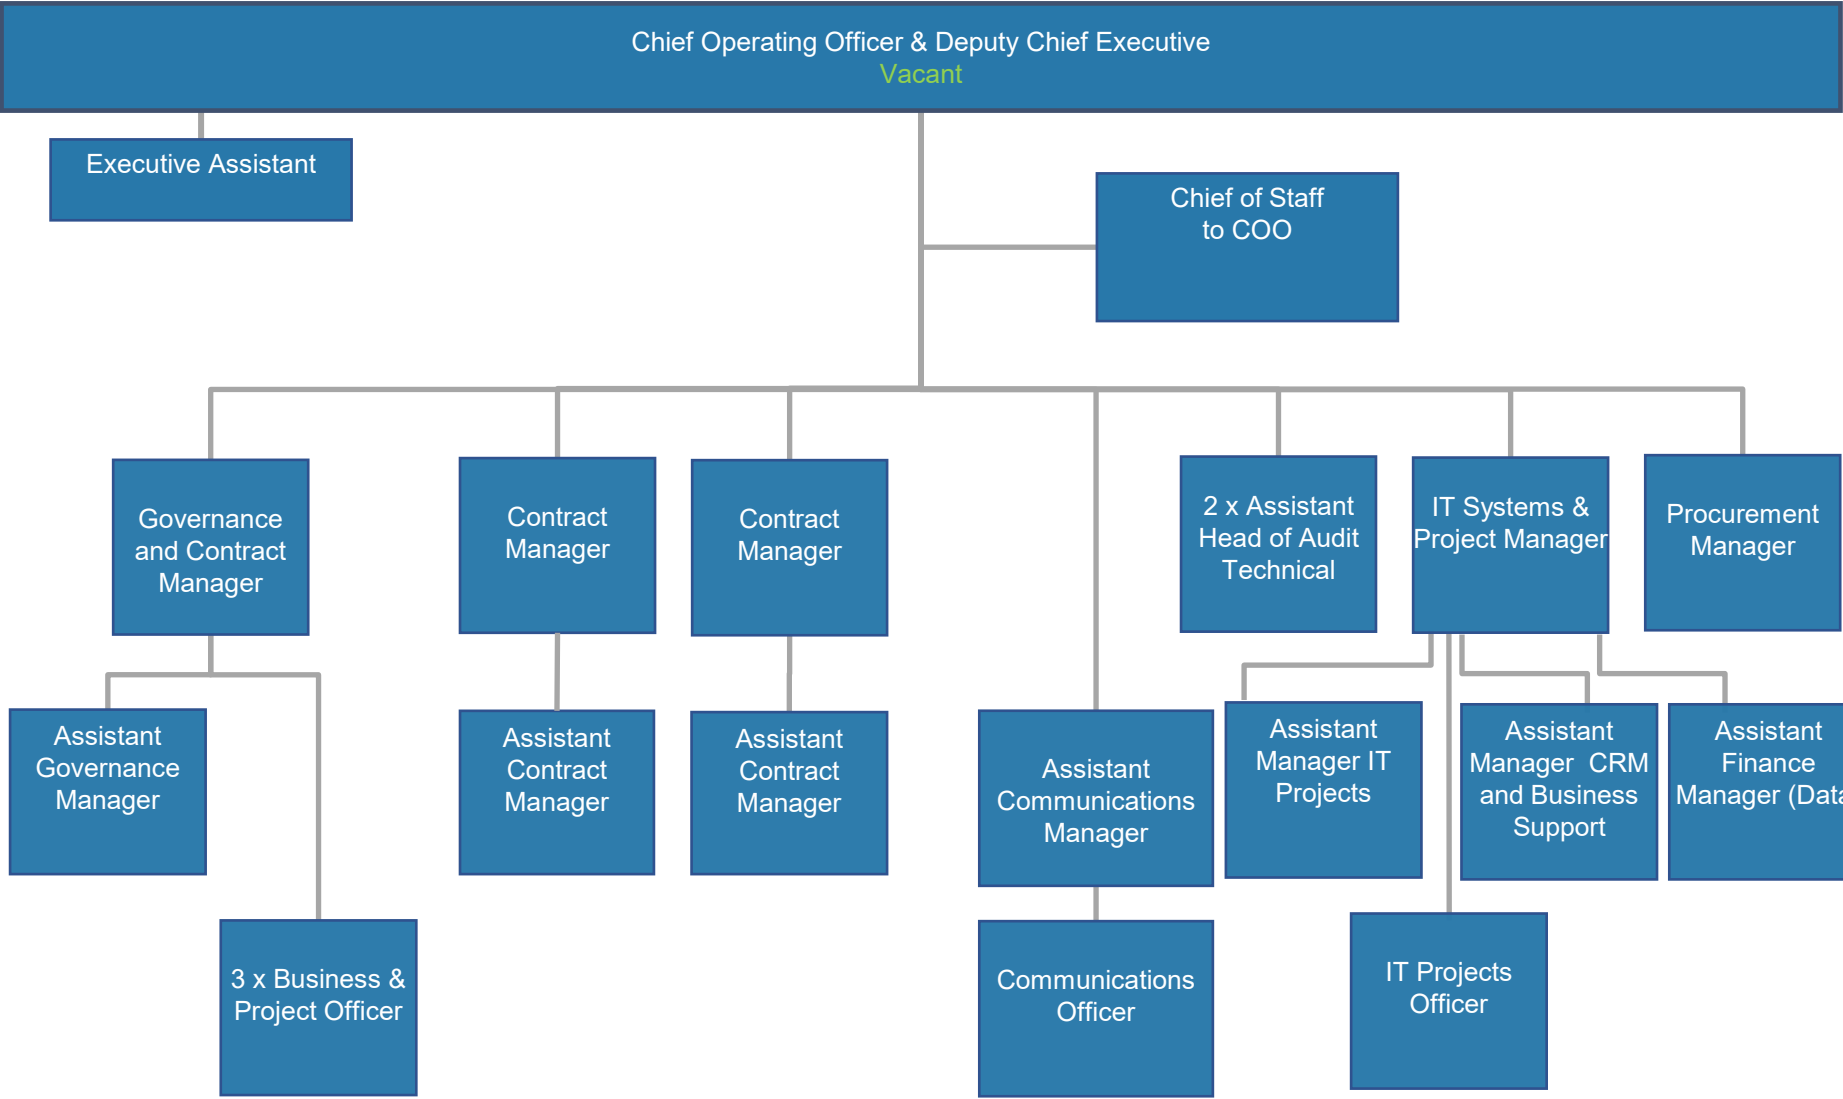 Chief Operating Officer & Deputy Chief Executive
Vacant
Executive Assistant
Chief of Staff
to COO
Governance
and Contract
Manager
Contract
Manager
Contract
Manager
2 x Assistant
Head of Audit
Technical
IT Systems &
Project Manager
Procurement
Manager
Assistant
Governance
Manager
Assistant
Contract
Manager
Assistant
Contract
Manager
Assistant
Communications
Manager
Assistant
Manager IT
Projects
Assistant
Manager  CRM
and Business
Support
Assistant
Finance
Manager (Data
3 x Business &
Project Officer
Communications
Officer
IT Projects
Officer